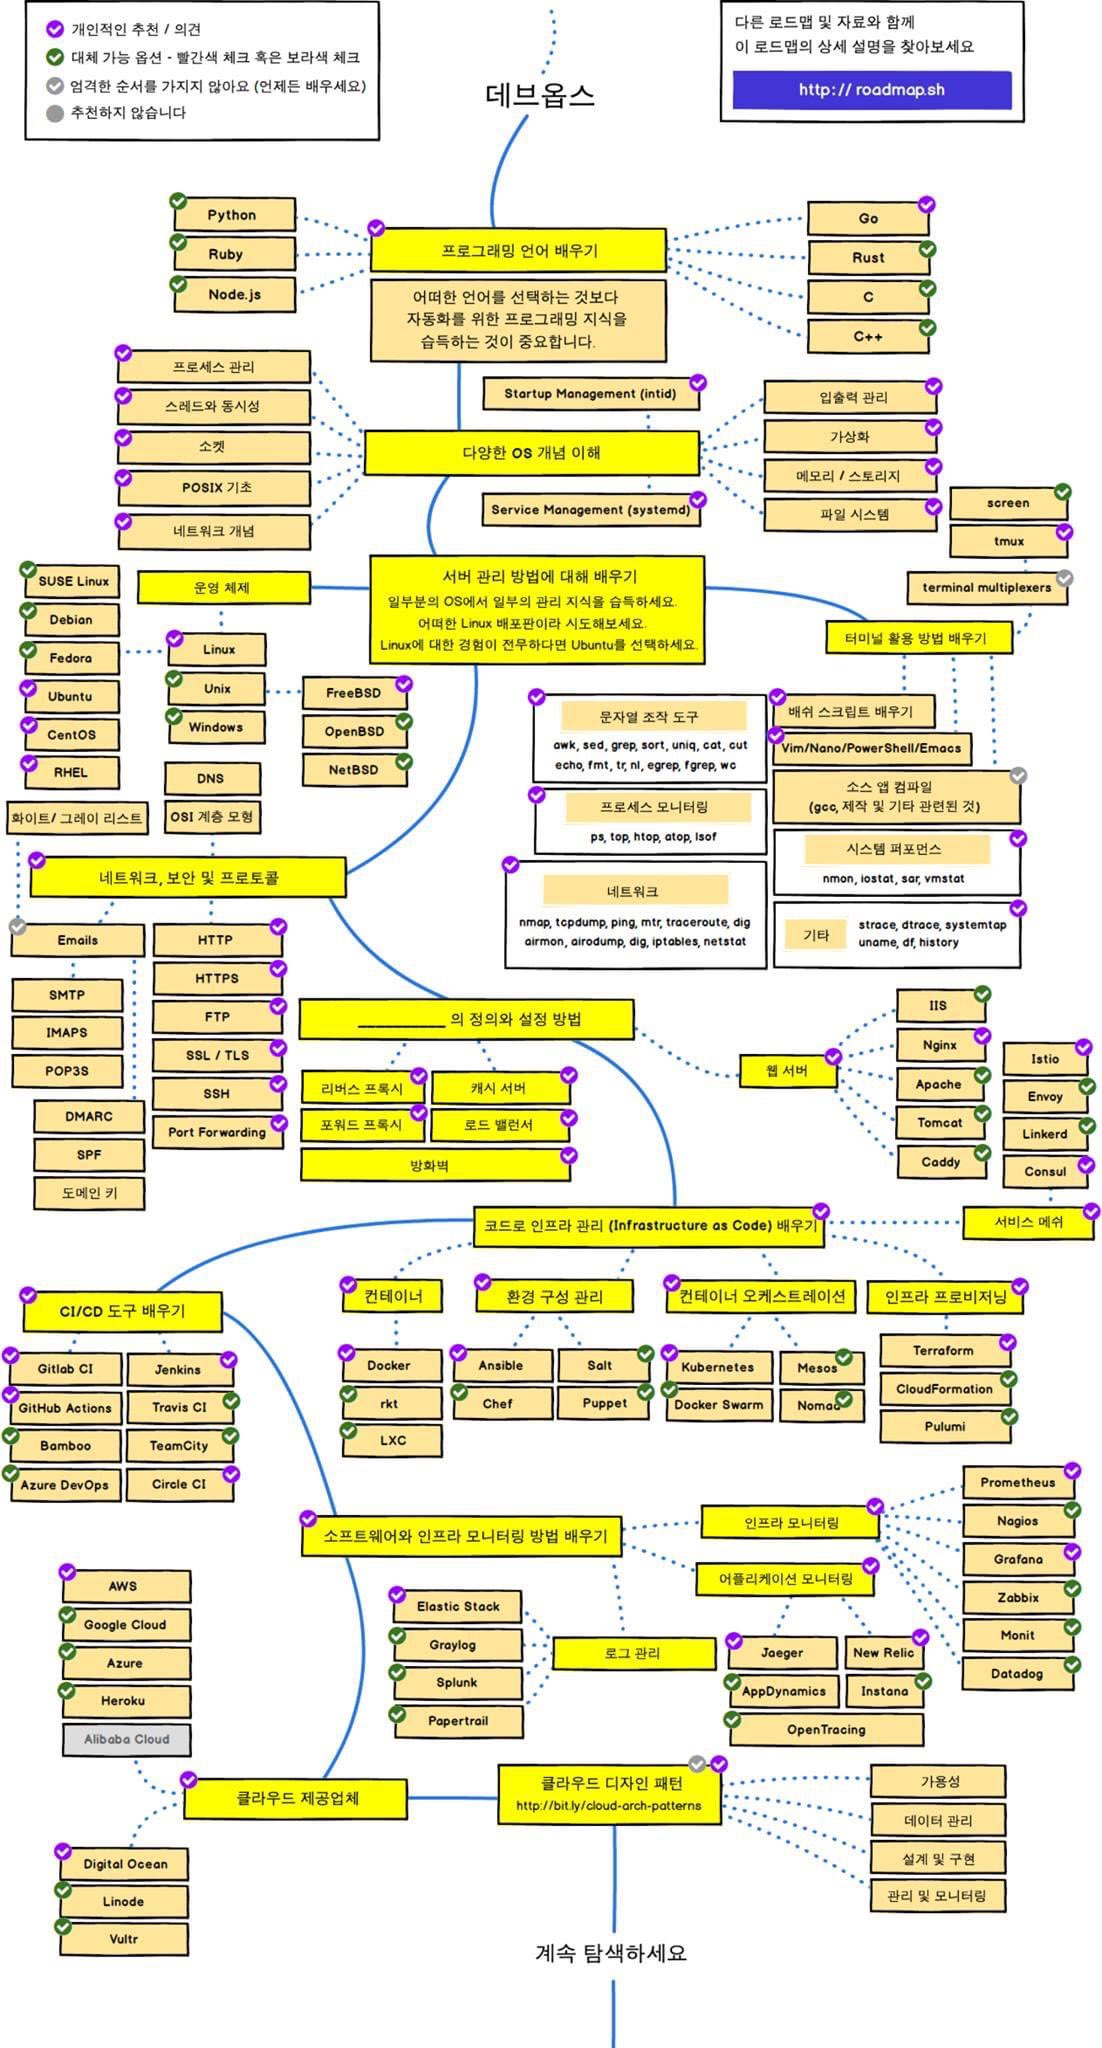 개인적인 추천 / 의견
대체 가능 옵션 - 빨간색 체크 혹은 보라색 체크
엄격한 순서를 가지지 않아요 (언제든 배우세요)
추천하지 않습니다
다른 로드맵 및 자료와 함께
이 로드맵의 상세 설명을 찾아보세요
http:// roadmap.sh
데브옵스
Python
Ruby
Node.js
프로그래밍 언어 배우기
어떠한 언어를 선택하는 것보다
자동화를 위한 프로그래밍 지식을
습득하는 것이 중요합니다.
Go
Rust
C
C++
프로세스 관리
스레드와 동시성
소켓
POSIX 기초
네트워크 개념
Startup Management (intid)
다양한 OS 개념 이해
Service Management (systemd)
입출력 관리
가상화
메모리 / 스토리지
파일 시스템
screen
tmux
terminal multiplexers
터미널 활용 방법 배우기
서버 관리 방법에 대해 배우기
일부분의 OS에서 일부의 관리 지식을 습득하세요.
어떠한 Linux 배포판이라 시도해보세요.
Linux에 대한 경험이 전무하다면 Ubuntu를 선택하세요.
운영 체제
SUSE Linux
Debian
Fedora
Ubuntu
CentOS
RHEL
Linux
Unix
Windows
FreeBSD
OpenBSD
NetBSD
문자열 조작 도구
awk, sed, grep, sort, uniq, cat, cut
echo, fmt, tr, nl, egrep, fgrep, wc
프로세스 모니터링
ps, top, htop, atop, lsof
네트워크
nmap, tcpdump, ping, mtr, traceroute, dig
airmon, airodump, dig, iptables, netstat
배쉬 스크립트 배우기
Vim/Nano/PowerShell/Emacs
소스 앱 컴파일
(gcc, 제작 및 기타 관련된 것)
시스템 퍼포먼스
nmon, iostat, sar, vmstat
기타
strace, dtrace, systemtap
uname, df, history
DNS
OSI 계층 모형
화이트/ 그레이 리스트
네트워크, 보안 및 프로토콜
Emails
SMTP
IMAPS
POP3S
DMARC
SPF
도메인 키
HTTP
HTTPS
FTP
SSL / TLS
SSH
Port Forwarding
___________ 의 정의와 설정 방법
리버스 프록시
캐시 서버
포워드 프록시
로드 밸런서
방화벽
웹 서버
IIS
Nginx
Apache
Tomcat
Caddy
Istio
Envoy
Linkerd
Consul
서비스 메쉬
코드로 인프라 관리 (Infrastructure as Code) 배우기
컨테이너
환경 구성 관리
컨테이너 오케스트레이션
인프라 프로비저닝
Docker
rkt
LXC
Ansible
Salt
Chef
Puppet
Kubernetes
Mesos
Docker Swarm
Nomad
Terraform
CloudFormation
Pulumi
CI/CD 도구 배우기
Gitlab CI
Jenkins
GitHub Actions
Travis CI
Bamboo
TeamCity
Azure DevOps
Circle CI
소프트웨어와 인프라 모니터링 방법 배우기
인프라 모니터링
어플리케이션 모니터링
Prometheus
Nagios
Grafana
Zabbix
Monit
Datadog
로그 관리
Elastic Stack
Graylog
Splunk
Papertrail
Jaeger
New Relic
AppDynamics
Instana
OpenTracing
AWS
Google Cloud
Azure
Heroku
Alibaba Cloud
클라우드 제공업체
Digital Ocean
Linode
Vultr
클라우드 디자인 패턴
http://bit.ly/cloud-arch-patterns
가용성
데이터 관리
설계 및 구현
관리 및 모니터링
계속 탐색하세요